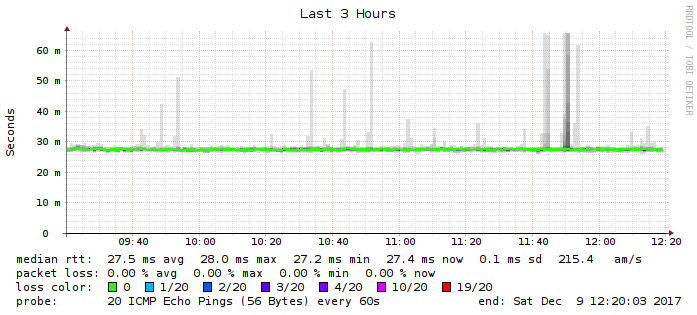 Last 3 Hours
RRDTOOL / TOBI OETIKER
Seconds
60 m
50 m
40 m
30 m
20 m
10 m
0
09:40 10:00 10:20 10:40 11:00 11:20 11:40 12:00 12:20
median rtt: 27.5 ms avg 28.0 ms max 27.2 ms min 27.4 ms now 0.1 ms sd 215.4 am/s
packet loss: 0.00 % avg 0.00 % max 0.00 % min 0.00 % now
loss color: 0 1/20 2/20 3/20 4/20 10/20 19/20
probe: 20 ICMP Echo Pings (56 Bytes) every 60s end: Sat Dec 9 12:20:03 2017